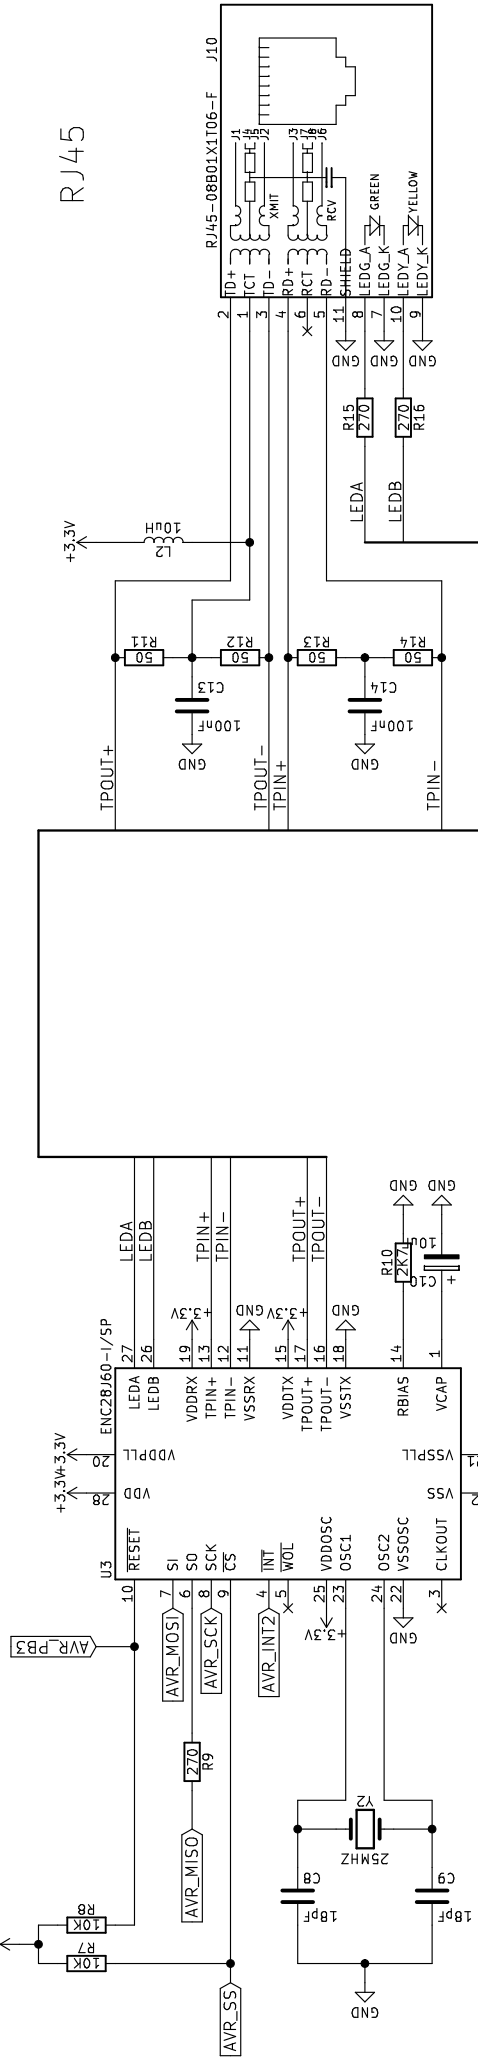 RJ45
J10
RJ45-08B01X1T06-F
J1
J4
J5
J2
J3
J7
J8
J6
XMIT
RCV
GREEN
YELLOW
TD+
TCT
TD-
RD+
RCT
RD-
SHIELD
LEDG_A
LEDG_K
LEDY_A
LEDY_K
2
1
3
4
6
5
11
8
7
10
9
GND
GND
GND
R15
270
270
R16
LEDA
LEDB
+3.3V
10uH
L2
R11
50
R12
50
R13
50
R14
50
C13
100nF
GND
C14
100nF
GND
TPOUT+
TPOUT-
TPIN+
TPIN-
LEDA
LEDB
TPIN+
TPIN-
TPOUT+
TPOUT-
GND
GND
R10
2K7
10u
C10
+
+3.3V
GND
+3.3V
GND
ENC28J60-I/SP
27
26
19
13
12
11
15
17
16
18
14
1
LEDA
LEDB
VDDRX
TPIN+
TPIN-
VSSRX
VDDTX
TPOUT+
TPOUT-
VSSTX
RBIAS
VCAP
+3.3V
20
VDDPLL
VSSPLL
21
+3.3V
28
VDD
VSS
2
U3
RESET
SI
SO
SCK
CS
INT
WOL
VDDOSC
OSC1
OSC2
VSSOSC
CLKOUT
10
7
6
8
9
4
5
25
23
24
22
3
AVR_PB3
AVR_MOSI
AVR_SCK
AVR_INT2
+3.3V
GND
270
R9
AVR_MISO
Y2
25MHZ
C8
18pF
C9
18pF
GND
R8
10K
R7
10K
AVR_SS